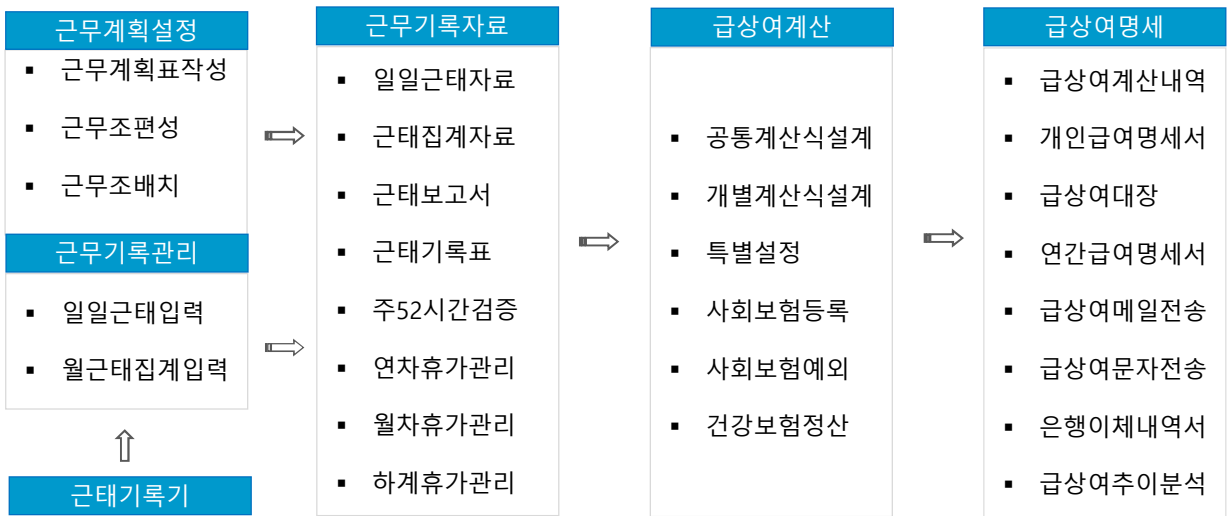 근무계획설정
▪ 근무계획표작성
▪ 근무조편성
▪ 근무조배치
근무기록관리
▪ 일일근태입력
▪ 월근태집계입력
근태기록기
근무기록자료
▪ 일일근태자료
▪ 근태집계자료
▪ 근태보고서
▪ 근태기록표
▪ 주52시간검증
▪ 연차휴가관리
▪ 월차휴가관리
▪ 하계휴가관리
급상여계산
▪ 공통계산식설계
▪ 개별계산식설계
▪ 특별설정
▪ 사회보험등록
▪ 사회보험예외
▪ 건강보험정산
급상여명세
▪ 급상여계산내역
▪ 개인급여명세서
▪ 급상여대장
▪ 연간급여명세서
▪ 급상여메일전송
▪ 급상여문자전송
▪ 은행이체내역서
▪ 급상여추이분석